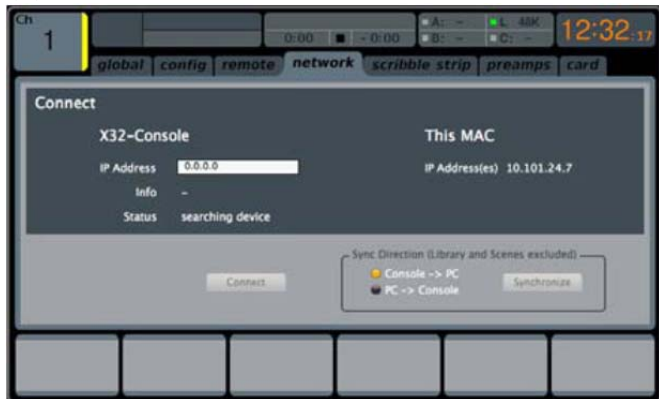 Ch
1
0:00 - 0:00
A: - L 48K
B: - C: -
12:32:17
global config remote network scribble strip preamps card
Connect
X32-Console This MAC
IP Address 0.0.0.0 IP Address(es) 10.101.24.7
Info -
Status searching device
Sync Direction (Library and Scenes excluded)
Connect Console -> PC Synchronize
PC -> Console